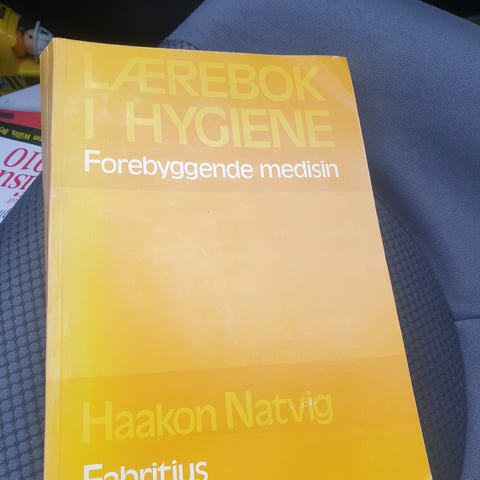 LÆREBOK
I HYGIENE
Forebyggende medisin
Haakon Natvig
Fabritius